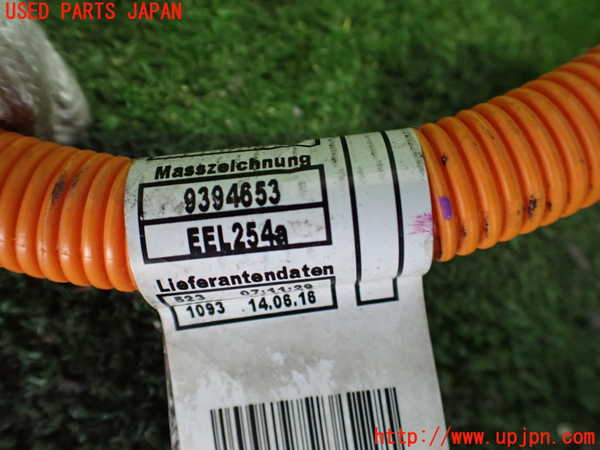 USED PARTS JAPAN
Masszeichnung
9394653
EEL254a
Lieferantendaten
523 07:11:29
1093 14.06.16
http://www.upjpn.com/